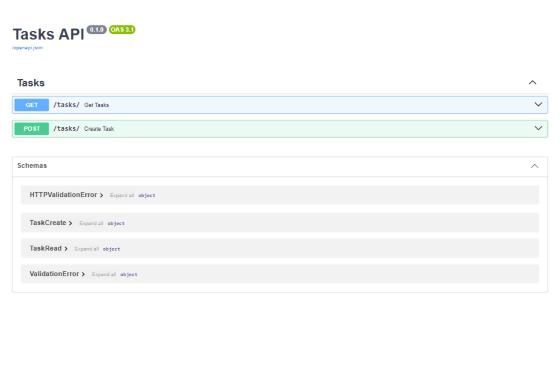 Tasks API 0.1.0 OAS 3.1
/openapi.json
Tasks
GET /tasks/ Get Tasks
POST /tasks/ Create Task
Schemas
HTTPValidationError > Expand all object
TaskCreate > Expand all object
TaskRead > Expand all object
ValidationError > Expand all object